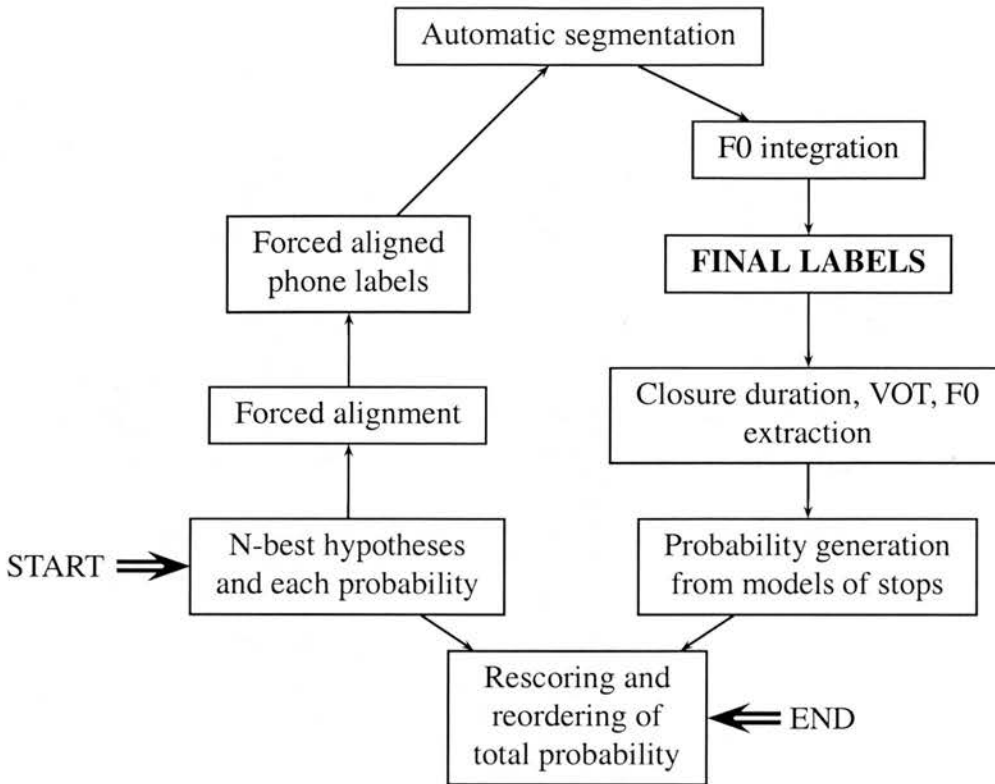 Automatic segmentation
F0 integration
Forced aligned
phone labels
FINAL LABELS
Closure duration, VOT, F0
extraction
Forced alignment
START
N-best hypotheses
and each probability
Probability generation
from models of stops
Rescoring and
reordering of
total probability
END